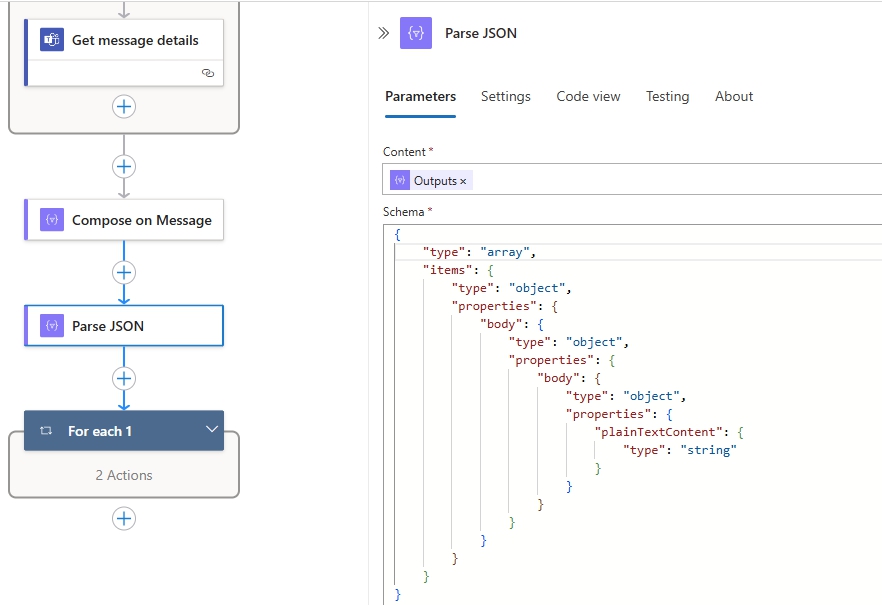 Get message details
Compose on Message
Parse JSON
For each 1
2 Actions
Parse JSON
Parameters Settings Code view Testing About
Content *
Outputs ×
Schema *
{
"type": "array",
"items": {
"type": "object",
"properties": {
"body": {
"type": "object",
"properties": {
"body": {
"type": "object",
"properties": {
"plainTextContent": {
"type": "string"
}
}
}
}
}
}
}
}